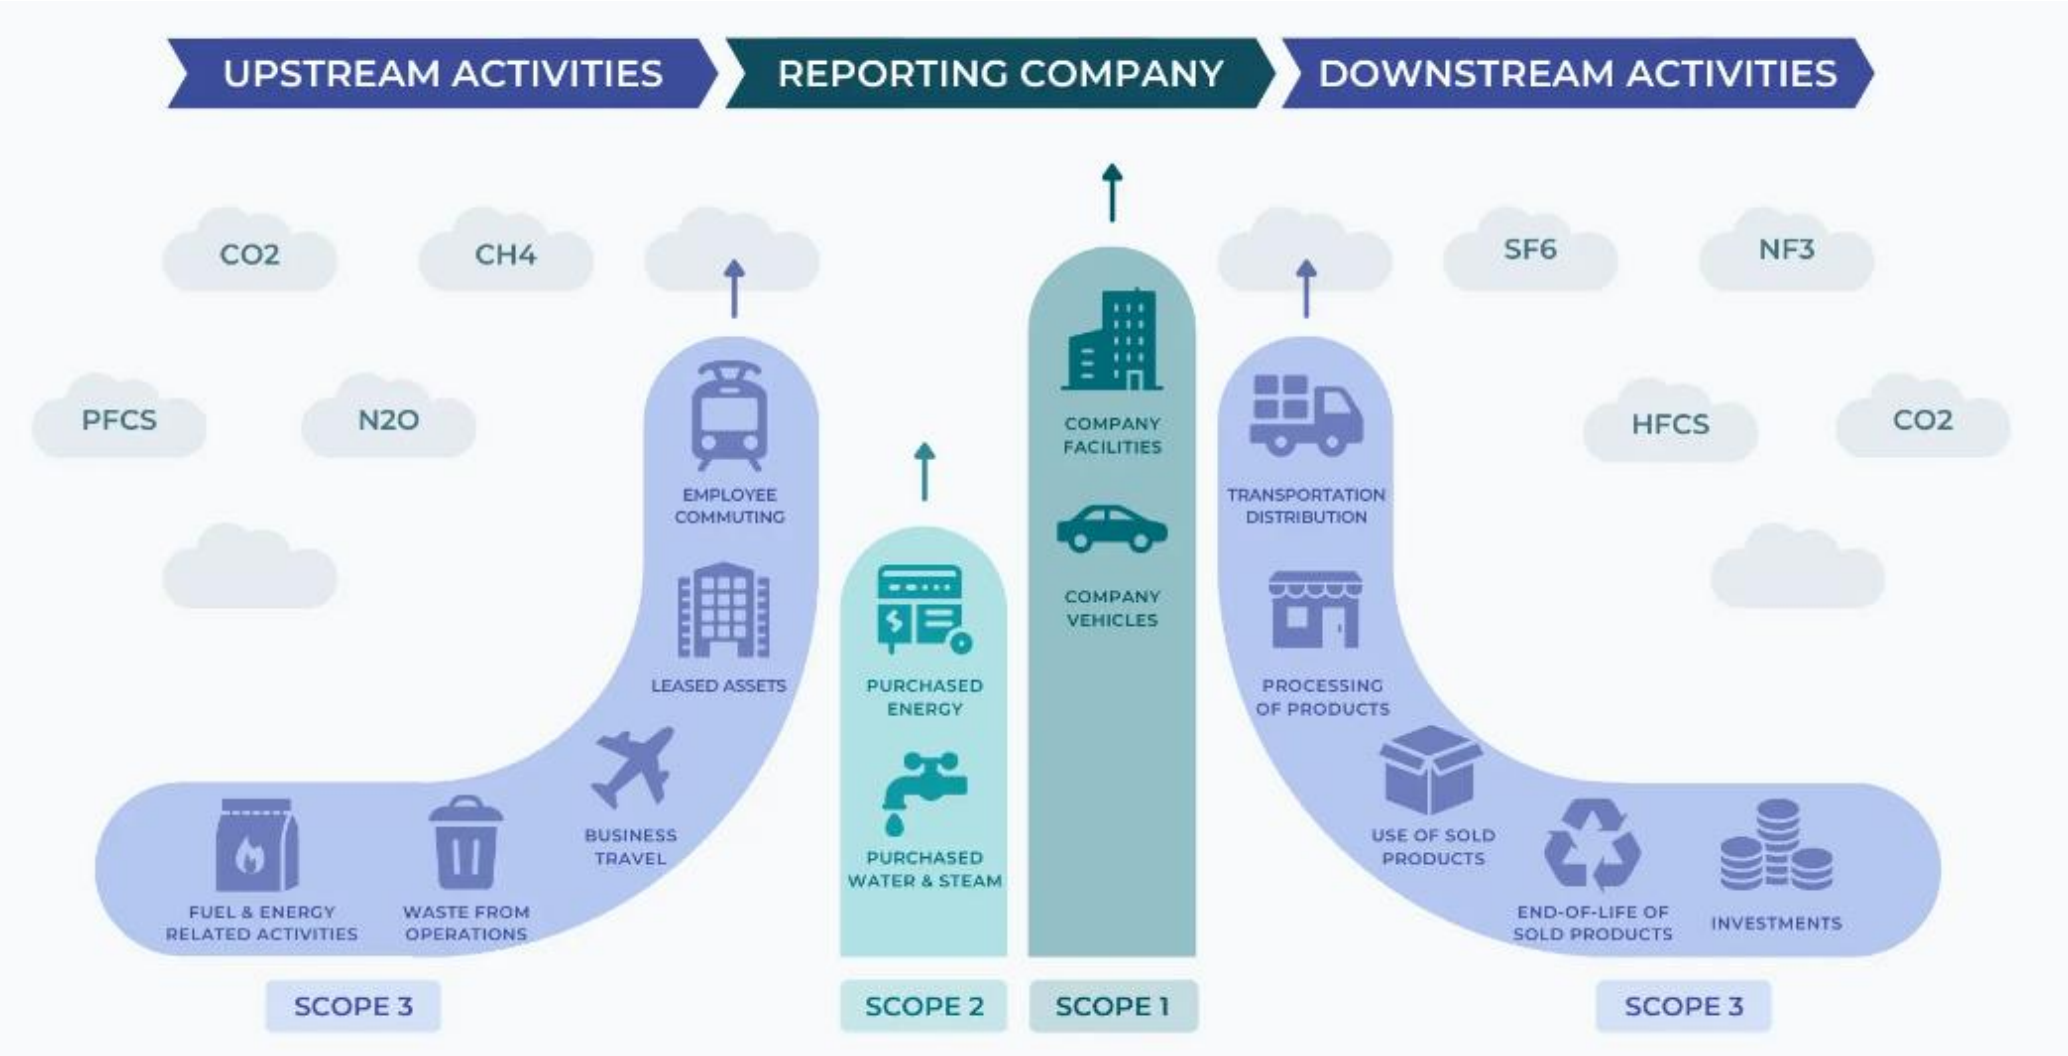 UPSTREAM ACTIVITIES
REPORTING COMPANY
DOWNSTREAM ACTIVITIES
CO2
CH4
SF6
NF3
PFCS
N2O
HFCS
CO2
EMPLOYEE
COMMUTING
LEASED ASSETS
BUSINESS
TRAVEL
WASTE FROM
OPERATIONS
FUEL & ENERGY
RELATED ACTIVITIES
SCOPE 3
PURCHASED
ENERGY
PURCHASED
WATER & STEAM
SCOPE 2
COMPANY
FACILITIES
COMPANY
VEHICLES
SCOPE 1
TRANSPORTATION
DISTRIBUTION
PROCESSING
OF PRODUCTS
USE OF SOLD
PRODUCTS
END-OF-LIFE OF
SOLD PRODUCTS
INVESTMENTS
SCOPE 3